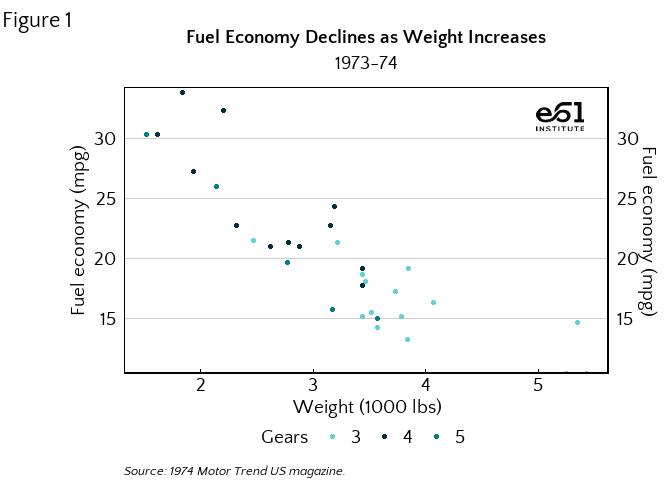 Figure 1
Fuel Economy Declines as Weight Increases
1973-74
e61
INSTITUTE
Fuel economy (mpg)
30
25
20
15
30
25
20
15
Fuel economy (mpg)
2 3 4 5
Weight (1000 lbs)
Gears 3 4 5
Source: 1974 Motor Trend US magazine.